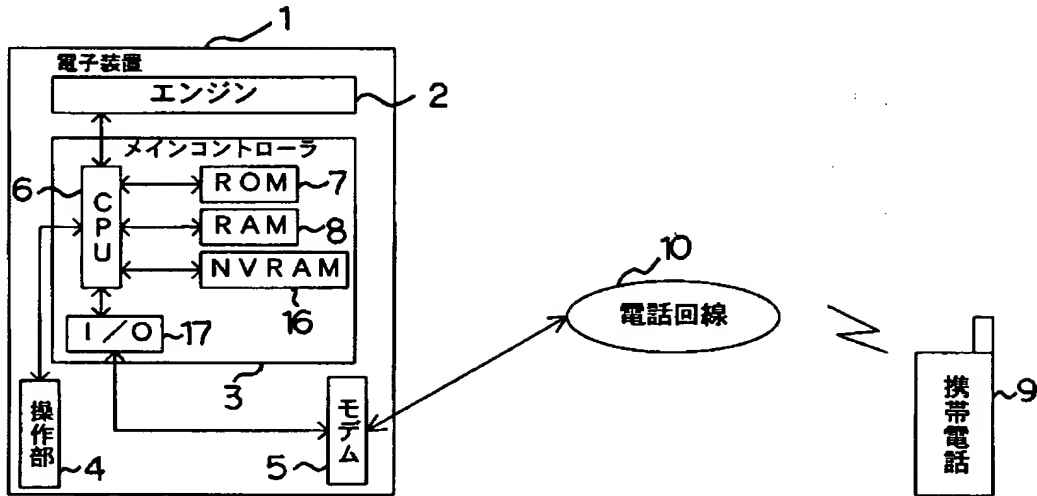 1
電子装置
エンジン
2
メインコントローラ
6
CPU
ROM
7
RAM
8
NVRAM
16
I/O
17
3
操作部
4
モデム
5
10
電話回線
携帯電話
9